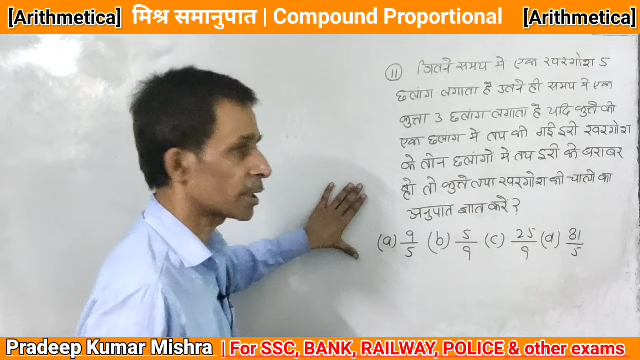 [Arithmetica] मिश्र समानुपात | Compound Proportional [Arithmetica]
(11) जितने समय मे एक खरगोश 5
छलांग लगाता है उतने ही समय मे एक
कुत्ता 3 छलांग लगाता है यदि कुत्ते की
एक छलांग मे तय की गई दूरी खरगोश
के तीन छलांगो मे तय दूरी के बराबर
हो तो कुत्ते तथा खरगोश की चालो का
अनुपात ज्ञात करें ?
(a) 9/5 (b) 5/9 (c) 25/9 (d) 81/5
Pradeep Kumar Mishra | For SSC, BANK, RAILWAY, POLICE & other exams